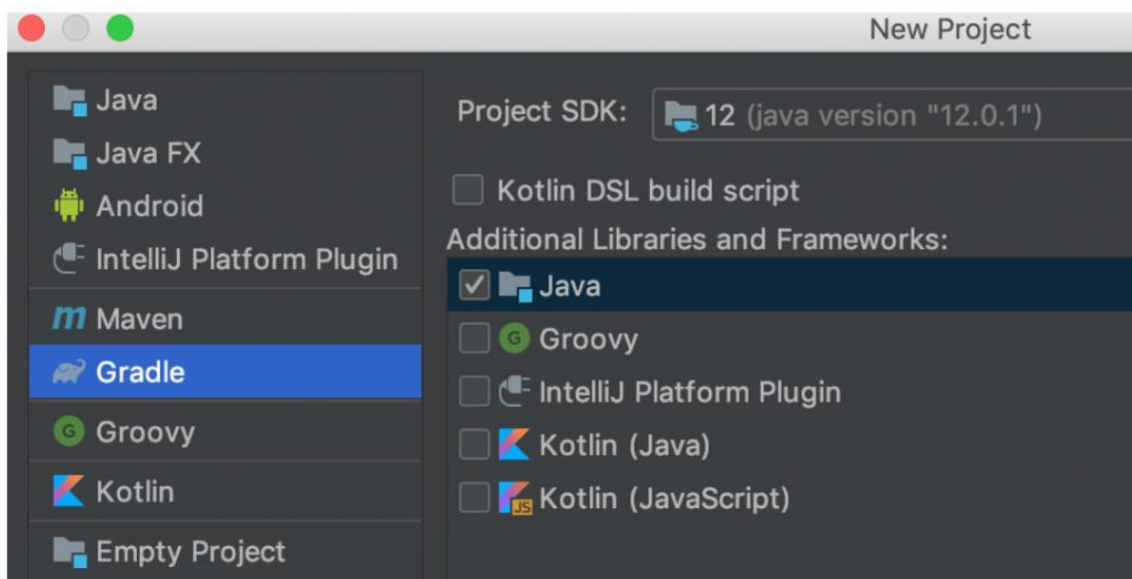 New Project
Java
Java FX
Android
IntelliJ Platform Plugin
Maven
Gradle
Groovy
Kotlin
Empty Project
Project SDK: 12 (java version "12.0.1")
Kotlin DSL build script
Additional Libraries and Frameworks:
Java
Groovy
IntelliJ Platform Plugin
Kotlin (Java)
Kotlin (JavaScript)